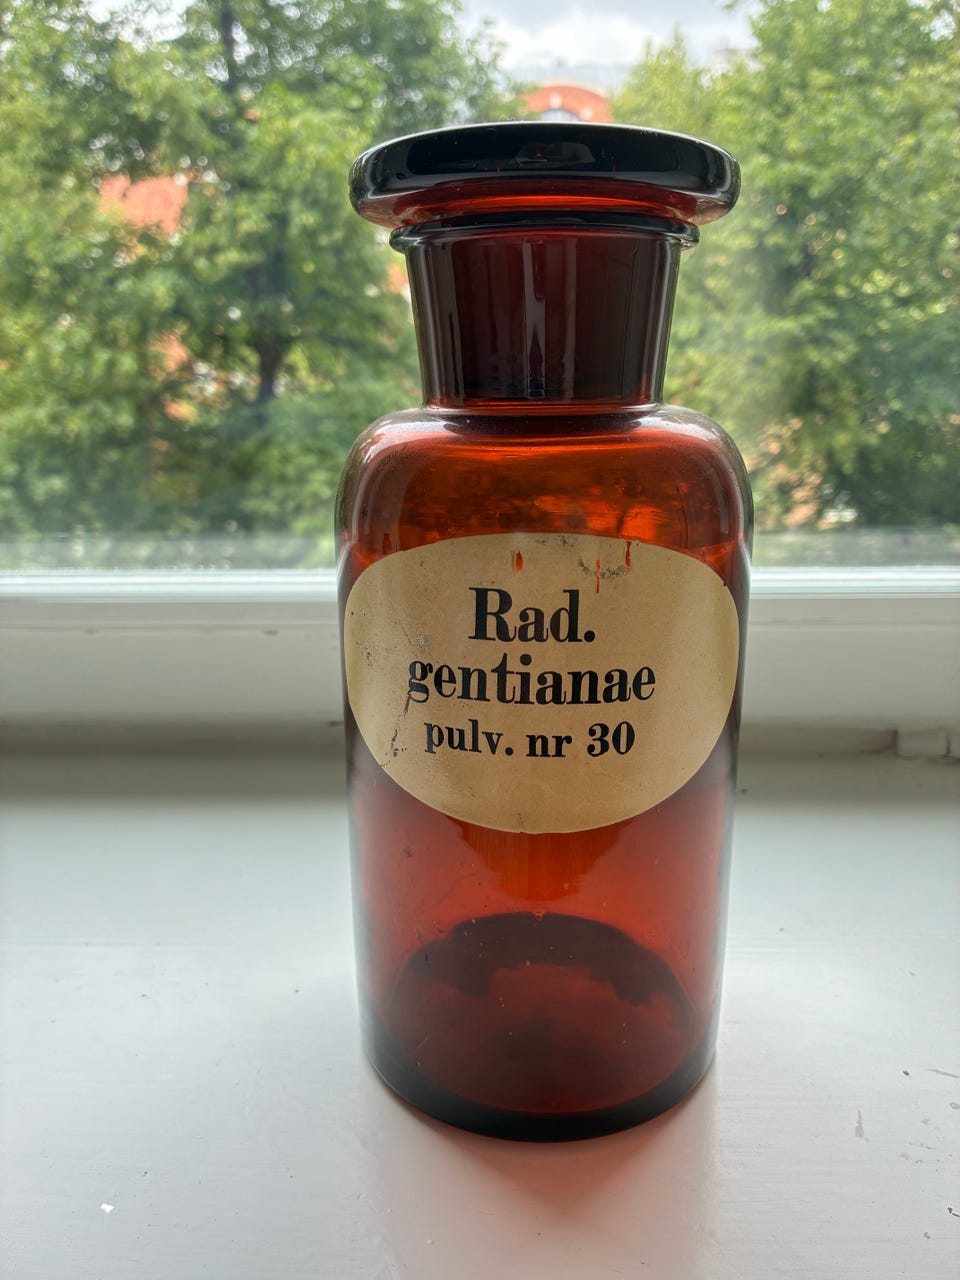 Rad.
gentianae
pulv. nr 30